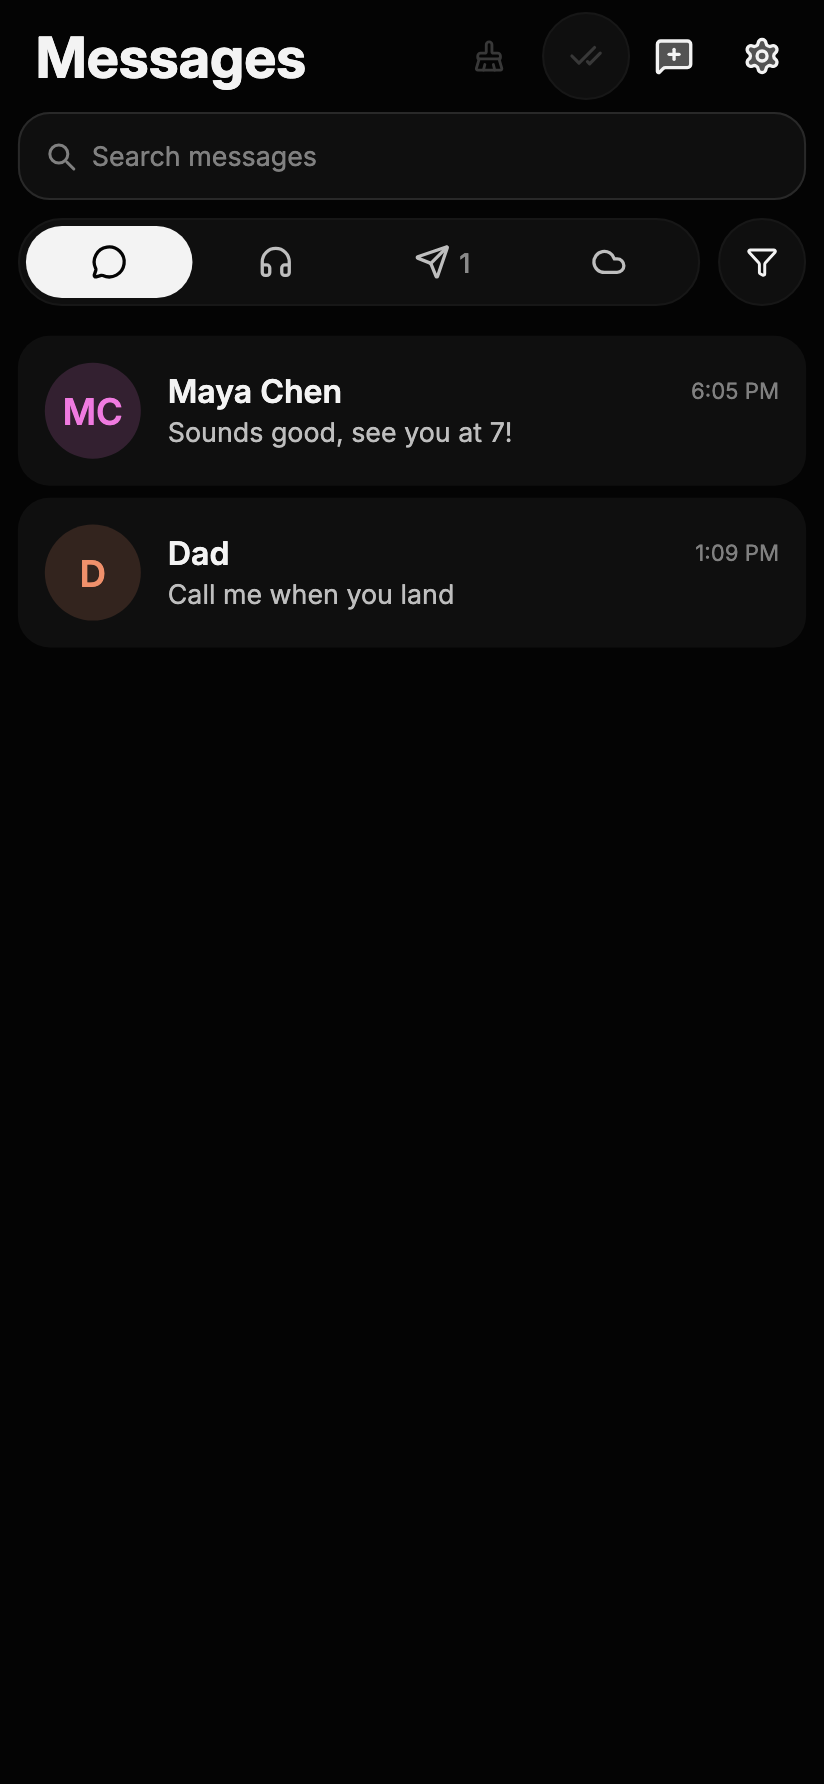 Messages
Search messages
1
MC
Maya Chen
6:05 PM
Sounds good, see you at 7!
D
Dad
1:09 PM
Call me when you land